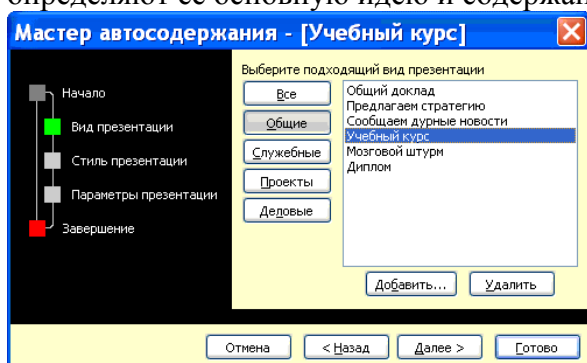 определяют ее основную идею и содержан
Мастер автосодержания - [Учебный курс]
Выберите подходящий вид презентации
Начало
Вид презентации
Стиль презентации
Параметры презентации
Завершение
Все
Общие
Служебные
Проекты
Деловые
Общий доклад
Предлагаем стратегию
Сообщаем дурные новости
Учебный курс
Мозговой штурм
Диплом
Добавить...
Удалить
Отмена
< Назад
Далее >
Готово